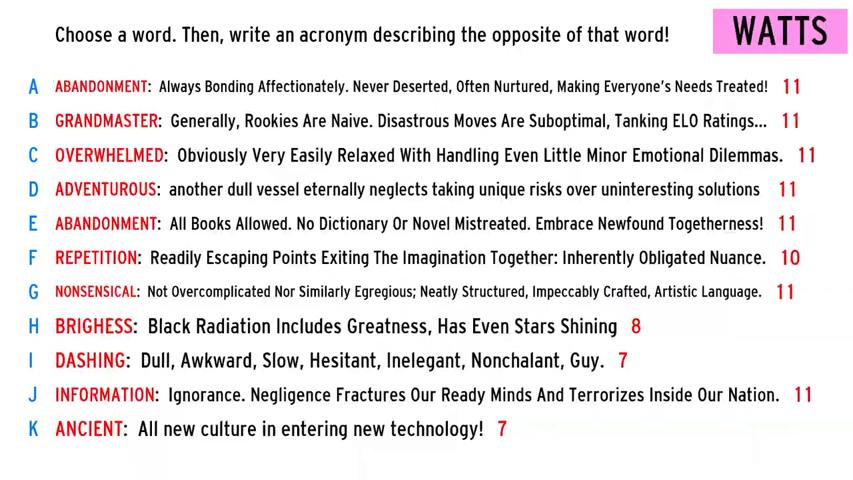 Choose a word. Then, write an acronym describing the opposite of that word!
WATTS
A ABANDONMENT: Always Bonding Affectionately. Never Deserted, Often Nurtured, Making Everyone's Needs Treated! 11
B GRANDMASTER: Generally, Rookies Are Naive. Disastrous Moves Are Suboptimal, Tanking ELO Ratings... 11
C OVERWHELMED: Obviously Very Easily Relaxed With Handling Even Little Minor Emotional Dilemmas. 11
D ADVENTUROUS: another dull vessel eternally neglects taking unique risks over uninteresting solutions 11
E ABANDONMENT: All Books Allowed. No Dictionary Or Novel Mistreated. Embrace Newfound Togetherness! 11
F REPETITION: Readily Escaping Points Exiting The Imagination Together: Inherently Obligated Nuance. 10
G NONSENSICAL: Not Overcomplicated Nor Similarly Egregious; Neatly Structured, Impeccably Crafted, Artistic Language. 11
H BRIGHESS: Black Radiation Includes Greatness, Has Even Stars Shining 8
I DASHING: Dull, Awkward, Slow, Hesitant, Inelegant, Nonchalant, Guy. 7
J INFORMATION: Ignorance. Negligence Fractures Our Ready Minds And Terrorizes Inside Our Nation. 11
K ANCIENT: All new culture in entering new technology! 7